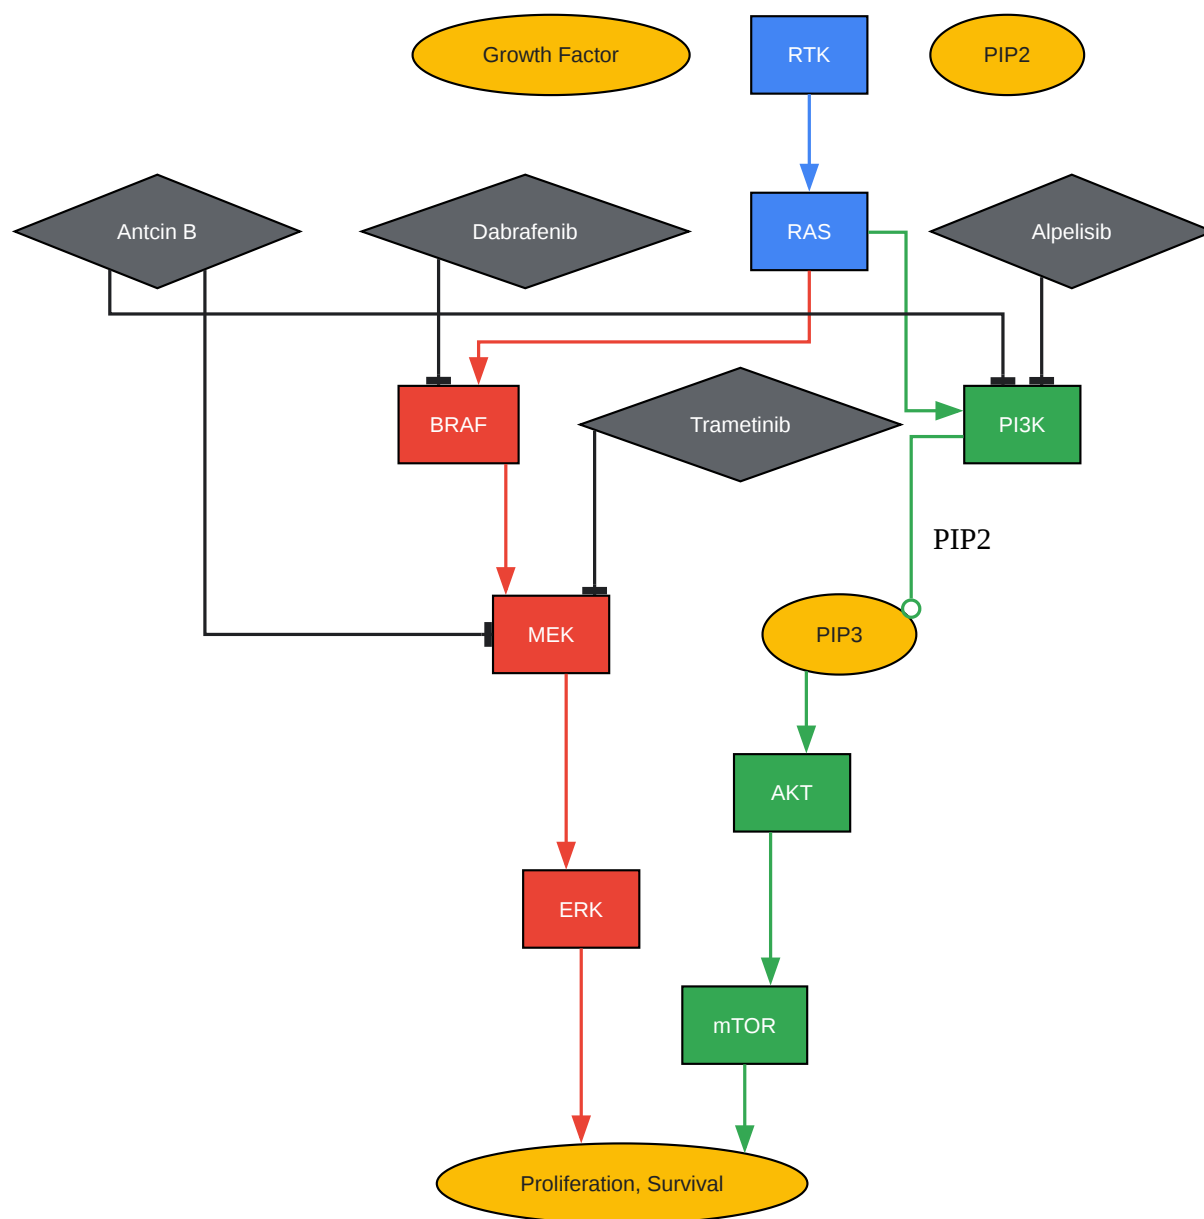 Growth Factor
RTK
PIP2
Antcin B
Dabrafenib
RAS
Alpelisib
BRAF
Trametinib
PI3K
PIP2
MEK
PIP3
AKT
ERK
mTOR
Proliferation, Survival